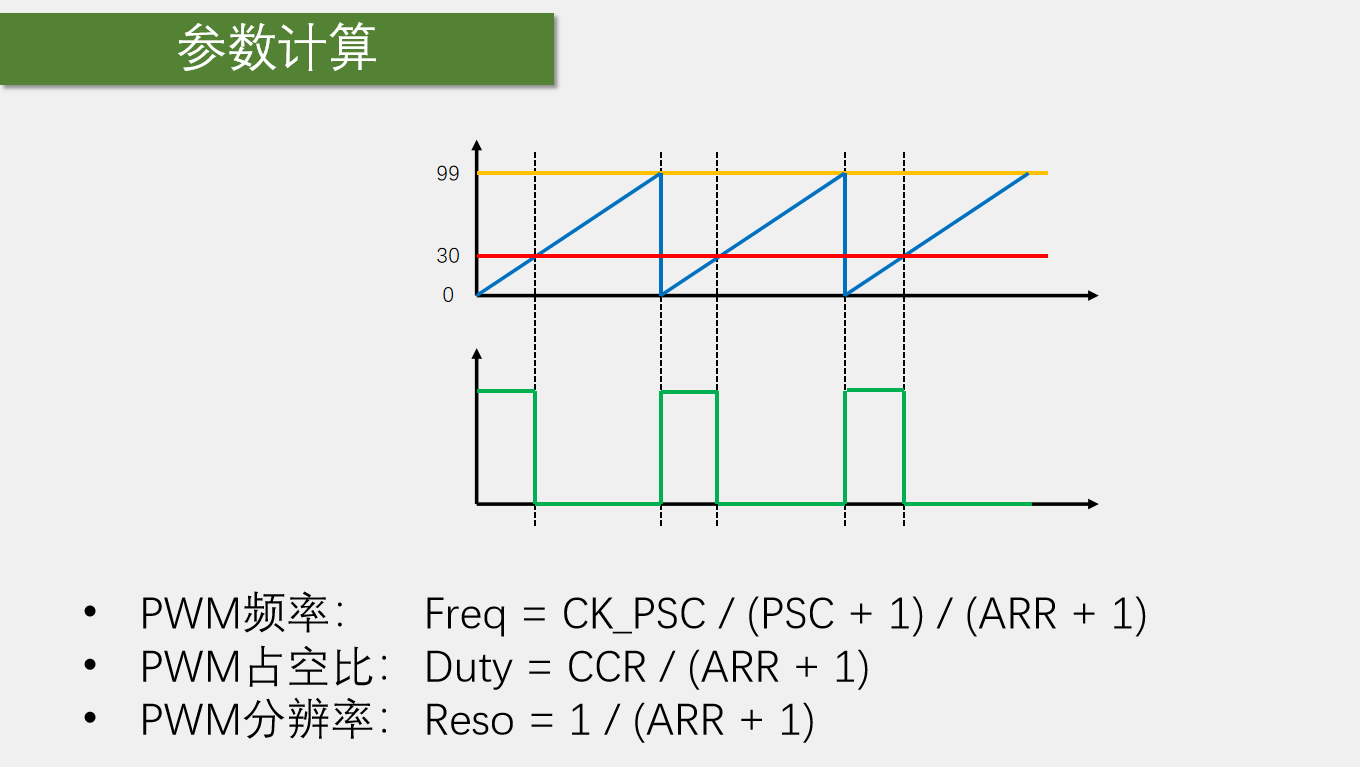 参数计算
99
30
0
• PWM频率： Freq = CK_PSC / (PSC + 1) / (ARR + 1)
• PWM占空比： Duty = CCR / (ARR + 1)
• PWM分辨率： Reso = 1 / (ARR + 1)